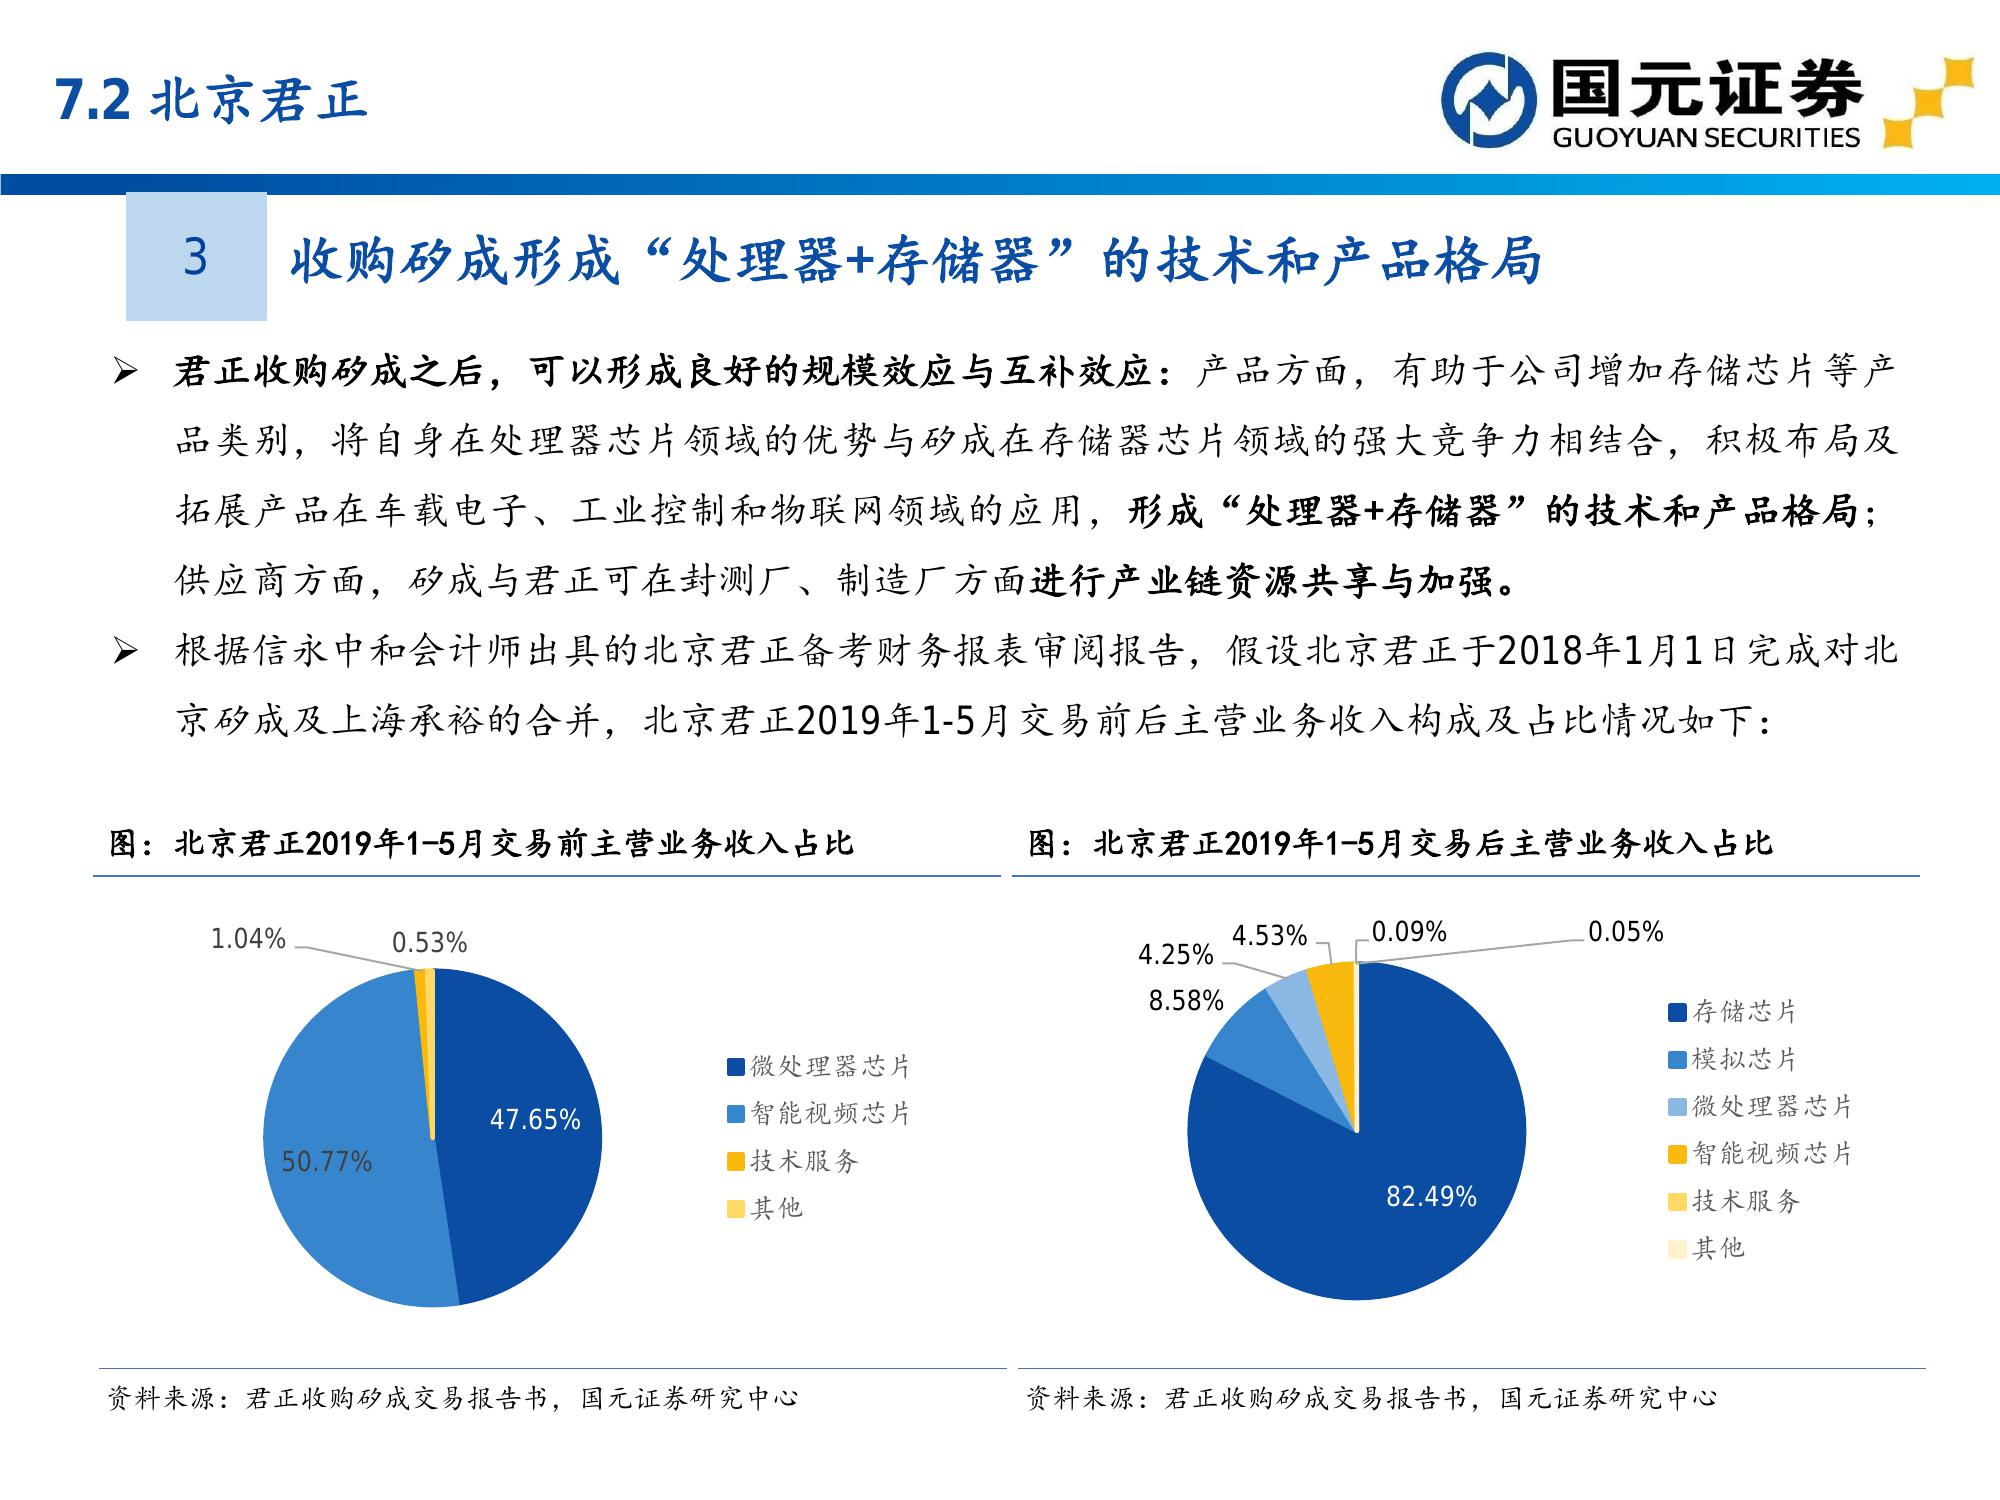 7.2 北京君正
国元证券
GUOYUAN SECURITIES
3
收购矽成形成“处理器+存储器”的技术和产品格局
➢ 君正收购矽成之后，可以形成良好的规模效应与互补效应：产品方面，有助于公司增加存储芯片等产
品类别，将自身在处理器芯片领域的优势与矽成在存储器芯片领域的强大竞争力相结合，积极布局及
拓展产品在车载电子、工业控制和物联网领域的应用，形成“处理器+存储器”的技术和产品格局；
供应商方面，矽成与君正可在封测厂、制造厂方面进行产业链资源共享与加强。
➢ 根据信永中和会计师出具的北京君正备考财务报表审阅报告，假设北京君正于2018年1月1日完成对北
京矽成及上海承裕的合并，北京君正2019年1-5月交易前后主营业务收入构成及占比情况如下：
图：北京君正2019年1-5月交易前主营业务收入占比
1.04%
0.53%
47.65%
50.77%
微处理器芯片
智能视频芯片
技术服务
其他
资料来源：君正收购矽成交易报告书，国元证券研究中心
图：北京君正2019年1-5月交易后主营业务收入占比
4.25%
4.53%
0.09%
0.05%
8.58%
82.49%
存储芯片
模拟芯片
微处理器芯片
智能视频芯片
技术服务
其他
资料来源：君正收购矽成交易报告书，国元证券研究中心